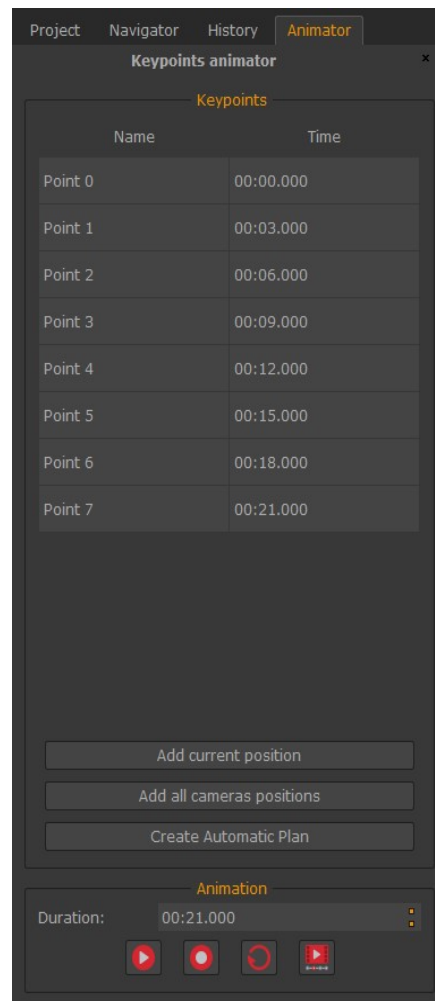 Project Navigator History Animator
Keypoints animator ×
Keypoints
Name Time
Point 0 00:00.000
Point 1 00:03.000
Point 2 00:06.000
Point 3 00:09.000
Point 4 00:12.000
Point 5 00:15.000
Point 6 00:18.000
Point 7 00:21.000
Add current position
Add all cameras positions
Create Automatic Plan
Animation
Duration: 00:21.000